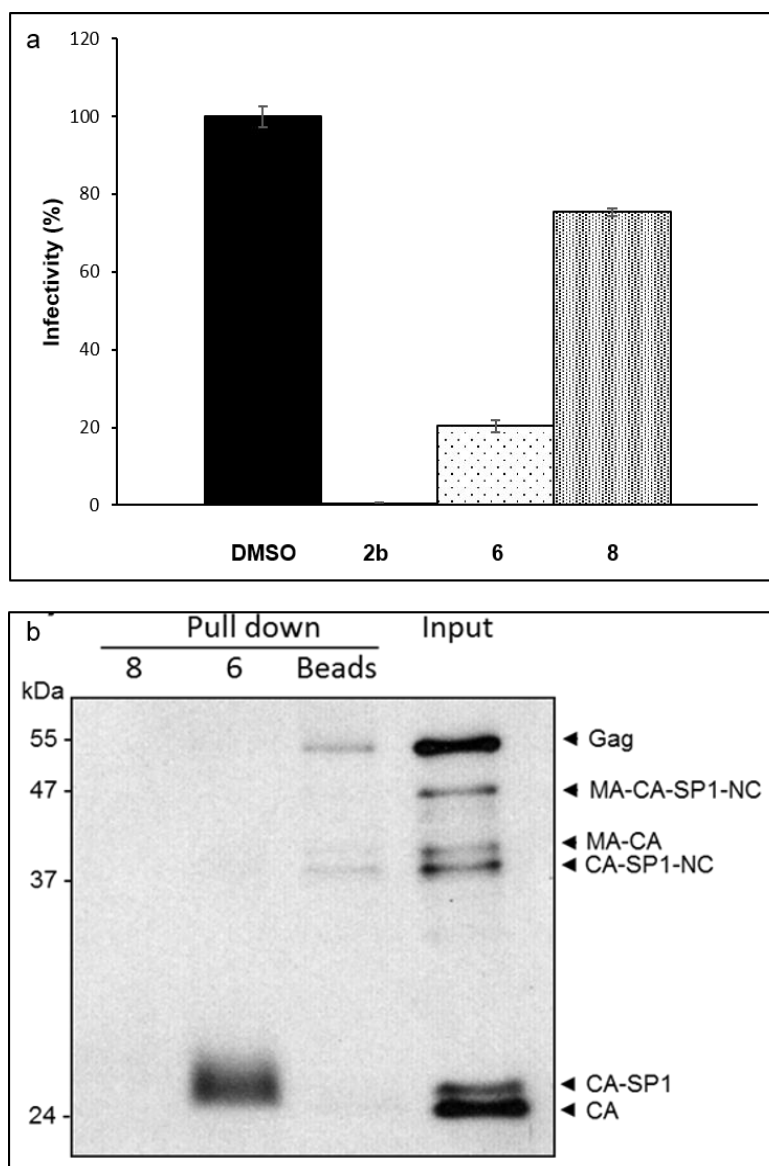 a
120
100
80
60
40
20
0
Infectivity (%)
DMSO 2b 6 8
b
Pull down Input
8 6 Beads
kDa
55
47
37
24
◄ Gag
◄ MA-CA-SP1-NC
◄ MA-CA
◄ CA-SP1-NC
◄ CA-SP1
◄ CA